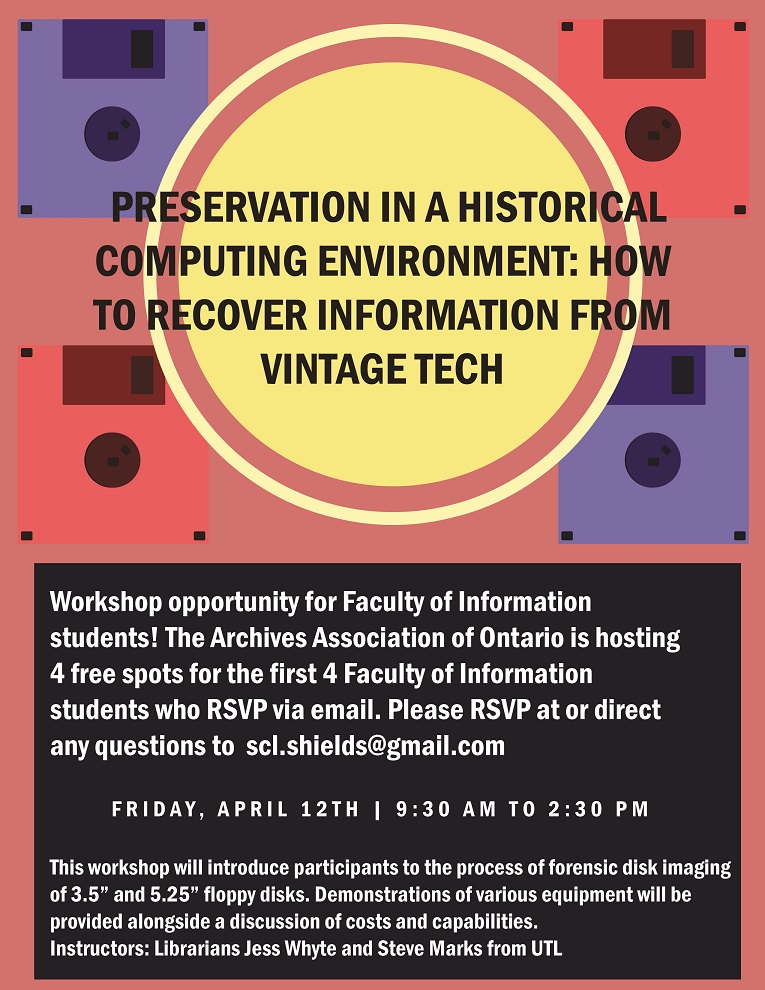 PRESERVATION IN A HISTORICAL
COMPUTING ENVIRONMENT: HOW
TO RECOVER INFORMATION FROM
VINTAGE TECH
Workshop opportunity for Faculty of Information
students! The Archives Association of Ontario is hosting
4 free spots for the first 4 Faculty of Information
students who RSVP via email. Please RSVP at or direct
any questions to  scl.shields@gmail.com
FRIDAY, APRIL 12TH | 9:30 AM TO 2:30 PM
This workshop will introduce participants to the process of forensic disk imaging
of 3.5” and 5.25” floppy disks. Demonstrations of various equipment will be
provided alongside a discussion of costs and capabilities.
Instructors: Librarians Jess Whyte and Steve Marks from UTL